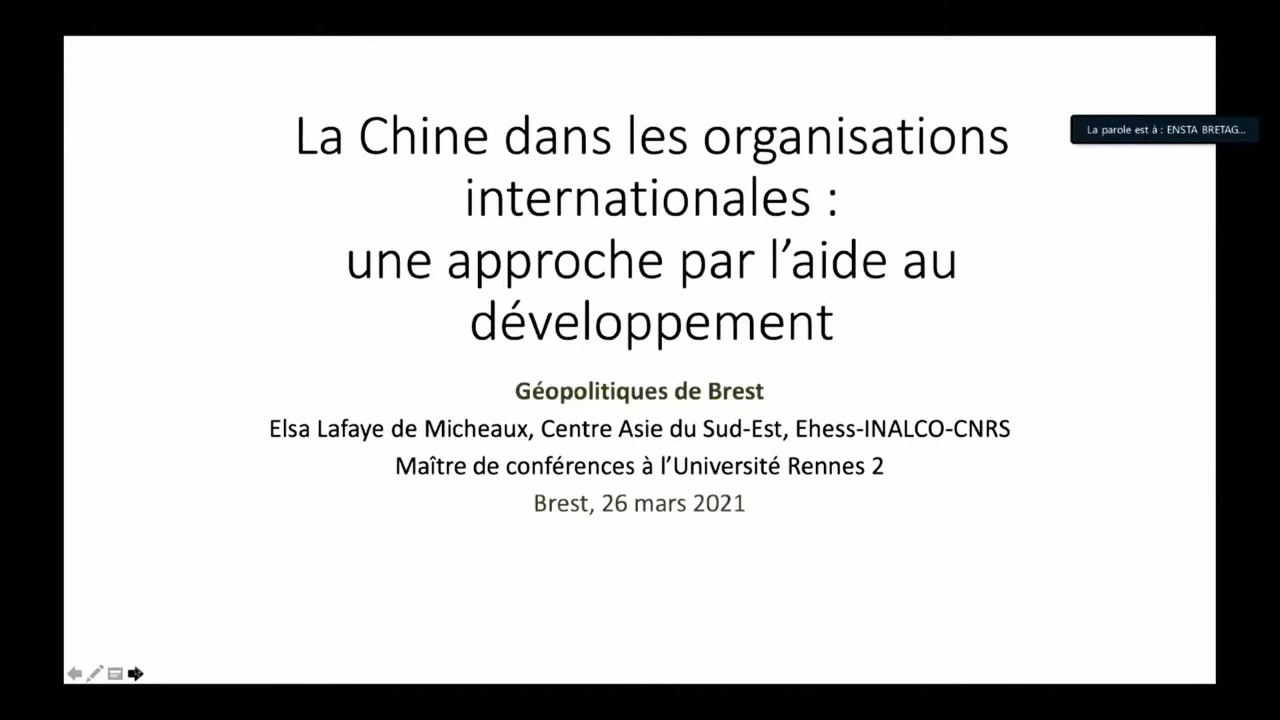 La Chine dans les organisations
internationales :
une approche par l’aide au
développement
La parole est à : ENSTA BRETAG...
Géopolitiques de Brest
Elsa Lafaye de Micheaux, Centre Asie du Sud-Est, Ehess-INALCO-CNRS
Maître de conférences à l’Université Rennes 2
Brest, 26 mars 2021